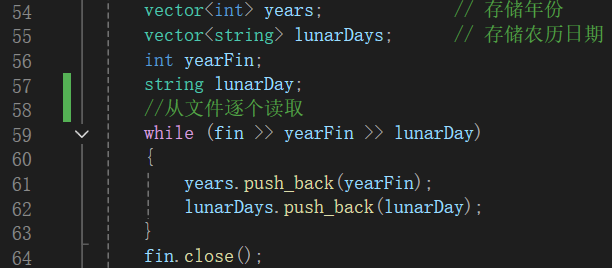 54 vector<int> years; // 存储年份
55 vector<string> lunarDays; // 存储农历日期
56 int yearFin;
57 string lunarDay;
58 //从文件逐个读取
59 while (fin >> yearFin >> lunarDay)
60 {
61 years.push_back(yearFin);
62 lunarDays.push_back(lunarDay);
63 }
64 fin.close();